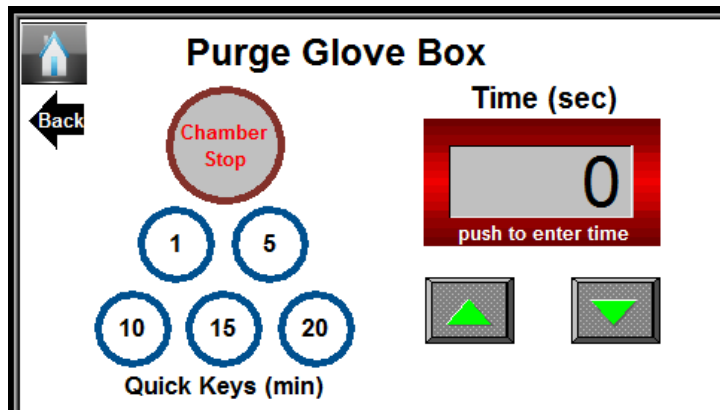 Purge Glove Box
Back
Chamber
Stop
1
5
10
15
20
Quick Keys (min)
Time (sec)
0
push to enter time